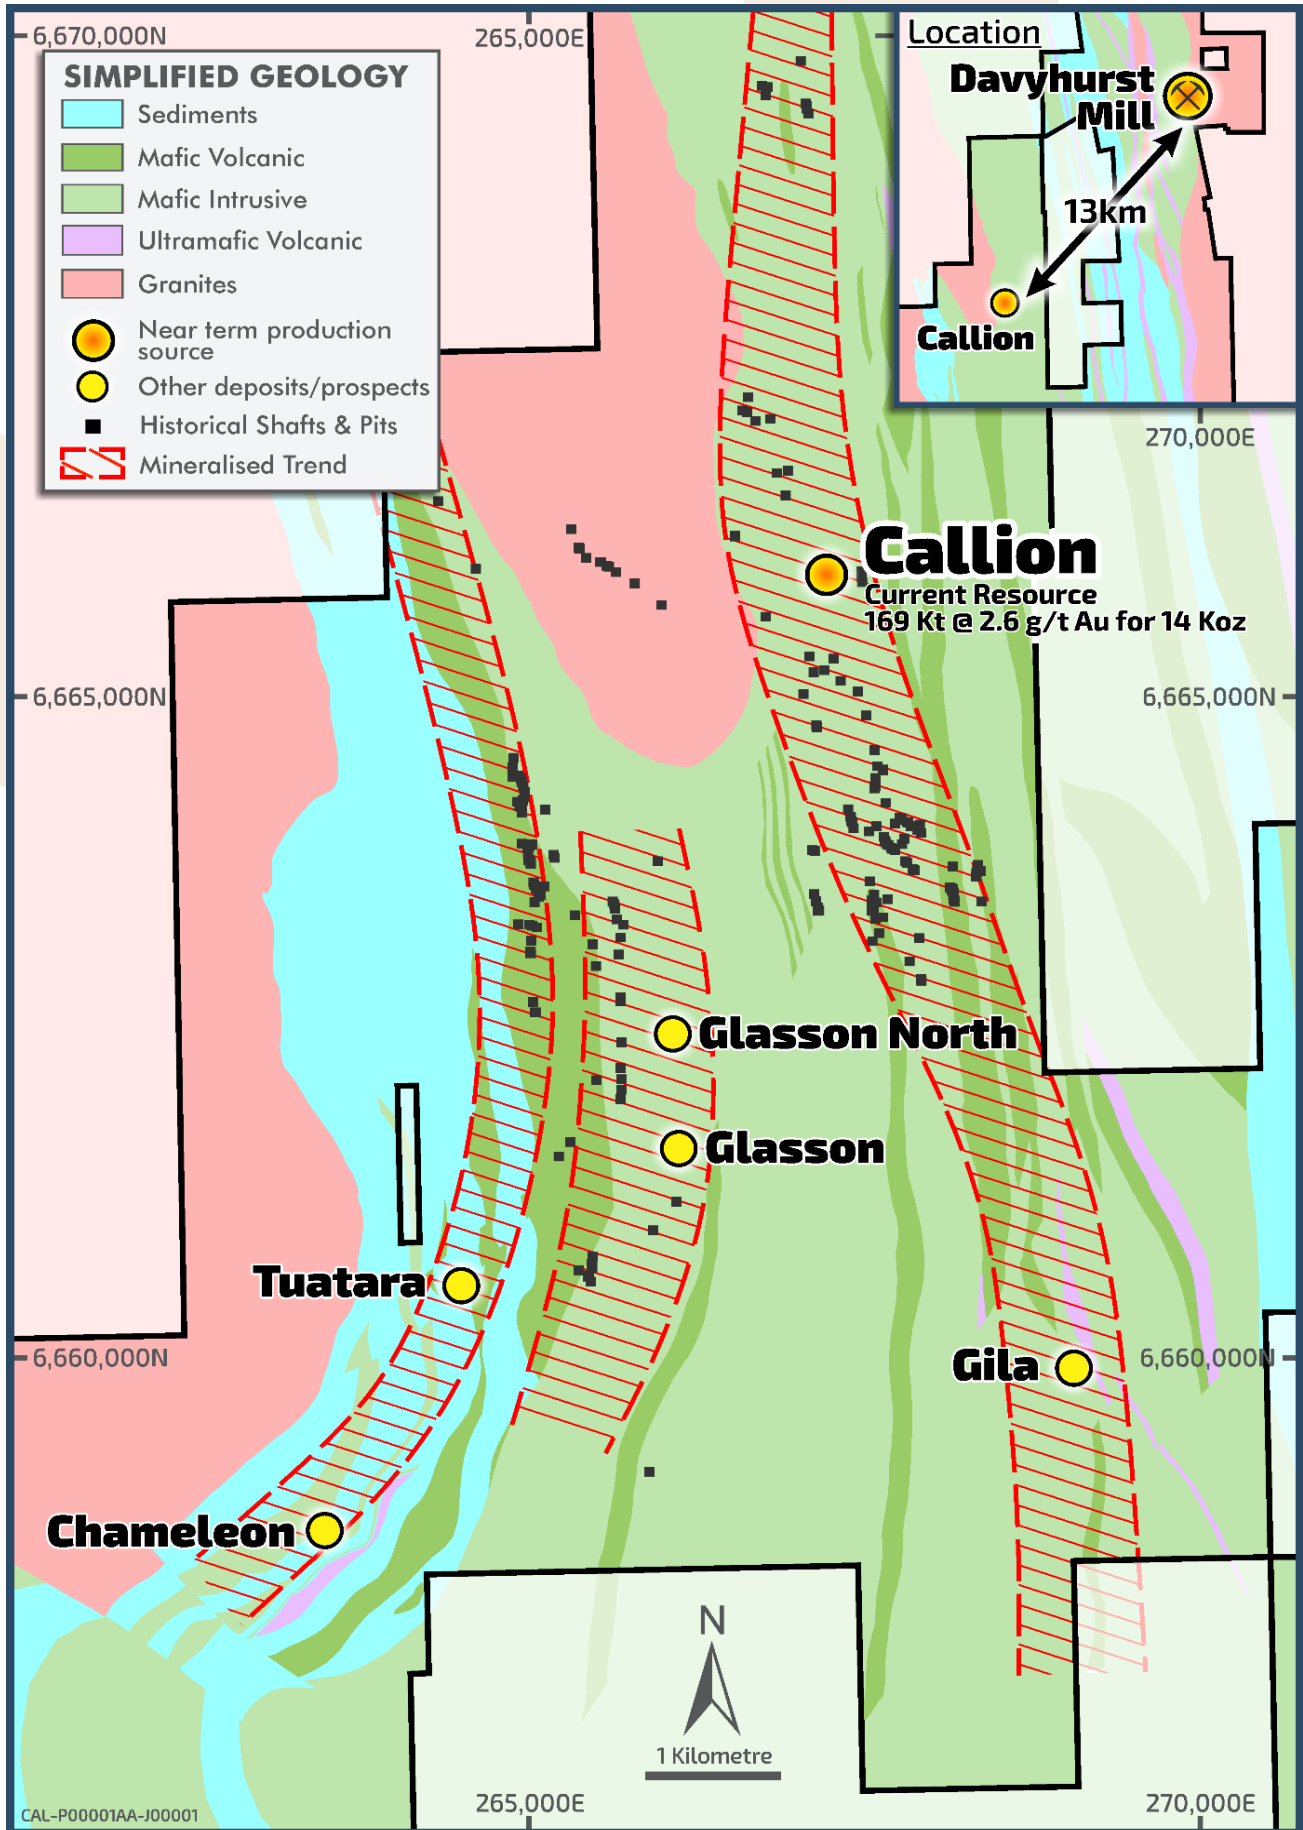 6,670,000N
265,000E
SIMPLIFIED GEOLOGY
Sediments
Mafic Volcanic
Mafic Intrusive
Ultramafic Volcanic
Granites
Near term production
source
Other deposits/prospects
Historical Shafts & Pits
Mineralised Trend
Location
Davyhurst
Mill
13km
Callion
270,000E
Callion
Current Resource
169 Kt @ 2.6 g/t Au for 14 Koz
6,665,000N
6,665,000N
Glasson North
Glasson
Tuatara
6,660,000N
Gila
6,660,000N
Chameleon
N
1 Kilometre
265,000E
270,000E
CAL-P00001AA-J00001